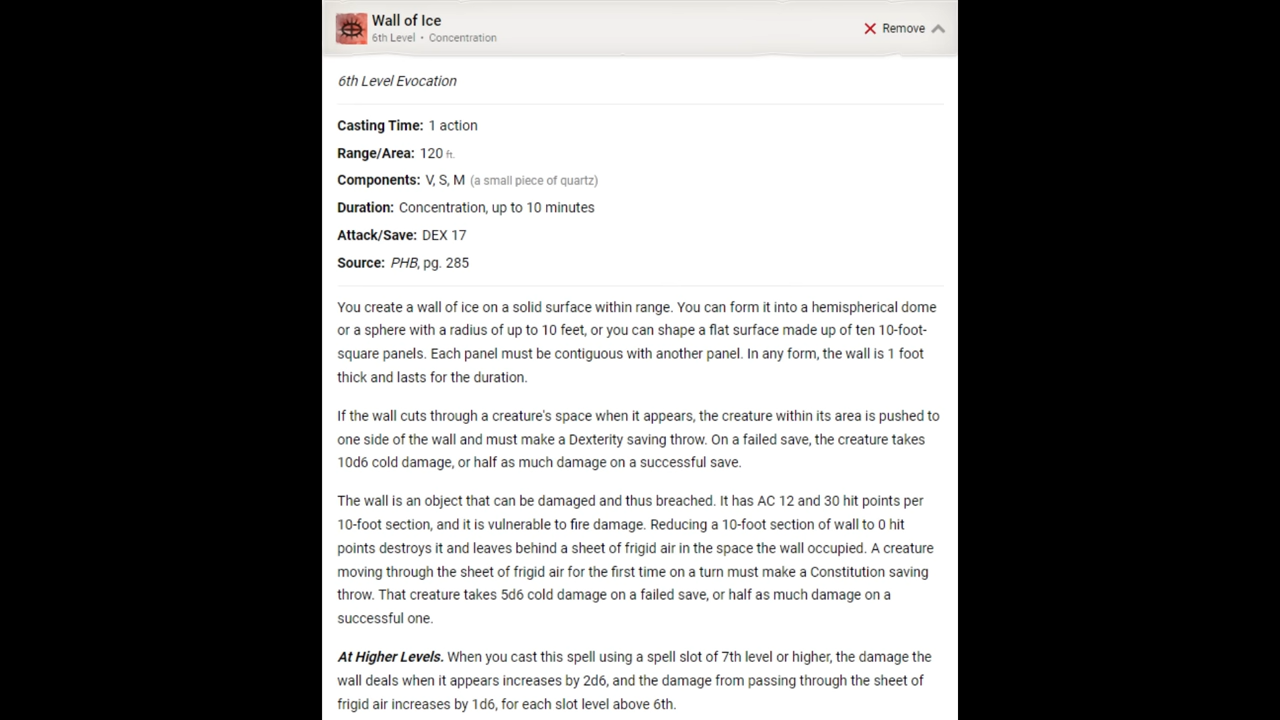 Wall of Ice
6th Level • Concentration
Remove
6th Level Evocation
Casting Time: 1 action
Range/Area: 120 ft.
Components: V, S, M (a small piece of quartz)
Duration: Concentration, up to 10 minutes
Attack/Save: DEX 17
Source: PHB, pg. 285
You create a wall of ice on a solid surface within range. You can form it into a hemispherical dome
or a sphere with a radius of up to 10 feet, or you can shape a flat surface made up of ten 10-foot-
square panels. Each panel must be contiguous with another panel. In any form, the wall is 1 foot
thick and lasts for the duration.
If the wall cuts through a creature's space when it appears, the creature within its area is pushed to
one side of the wall and must make a Dexterity saving throw. On a failed save, the creature takes
10d6 cold damage, or half as much damage on a successful save.
The wall is an object that can be damaged and thus breached. It has AC 12 and 30 hit points per
10-foot section, and it is vulnerable to fire damage. Reducing a 10-foot section of wall to 0 hit
points destroys it and leaves behind a sheet of frigid air in the space the wall occupied. A creature
moving through the sheet of frigid air for the first time on a turn must make a Constitution saving
throw. That creature takes 5d6 cold damage on a failed save, or half as much damage on a
successful one.
At Higher Levels. When you cast this spell using a spell slot of 7th level or higher, the damage the
wall deals when it appears increases by 2d6, and the damage from passing through the sheet of
frigid air increases by 1d6, for each slot level above 6th.